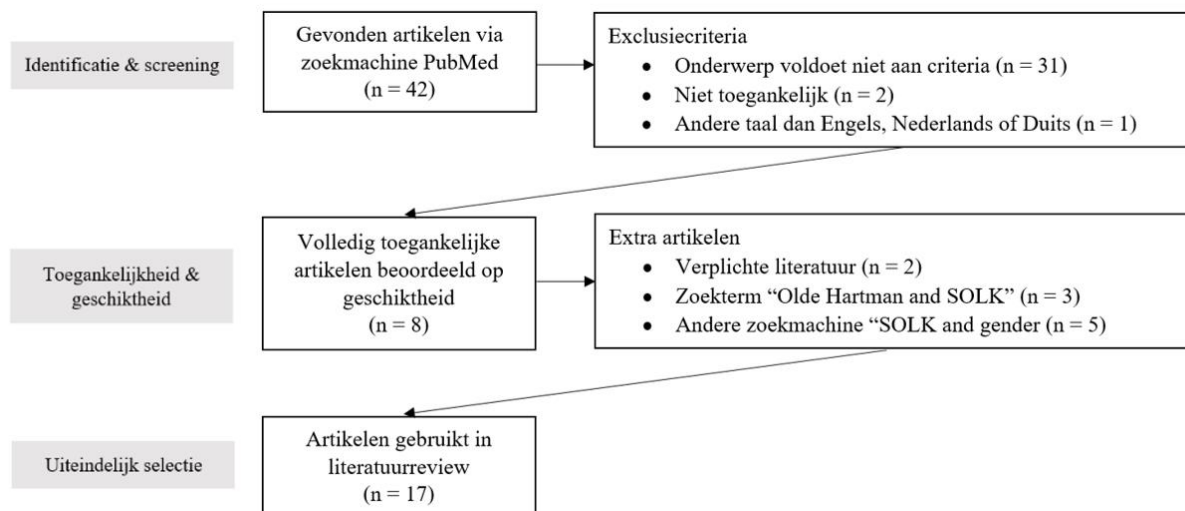 Identificatie & screening
Gevonden artikelen via
zoekmachine PubMed
(n = 42)
Exclusiecriteria
• Onderwerp voldoet niet aan criteria (n = 31)
• Niet toegankelijk (n = 2)
• Andere taal dan Engels, Nederlands of Duits (n = 1)
Toegankelijkheid &
geschiktheid
Volledig toegankelijke
artikelen beoordeeld op
geschiktheid
(n = 8)
Extra artikelen
• Verplichte literatuur (n = 2)
• Zoekterm “Olde Hartman and SOLK” (n = 3)
• Andere zoekmachine “SOLK and gender (n = 5)
Uiteindelijk selectie
Artikelen gebruikt in
literatuurreview
(n = 17)